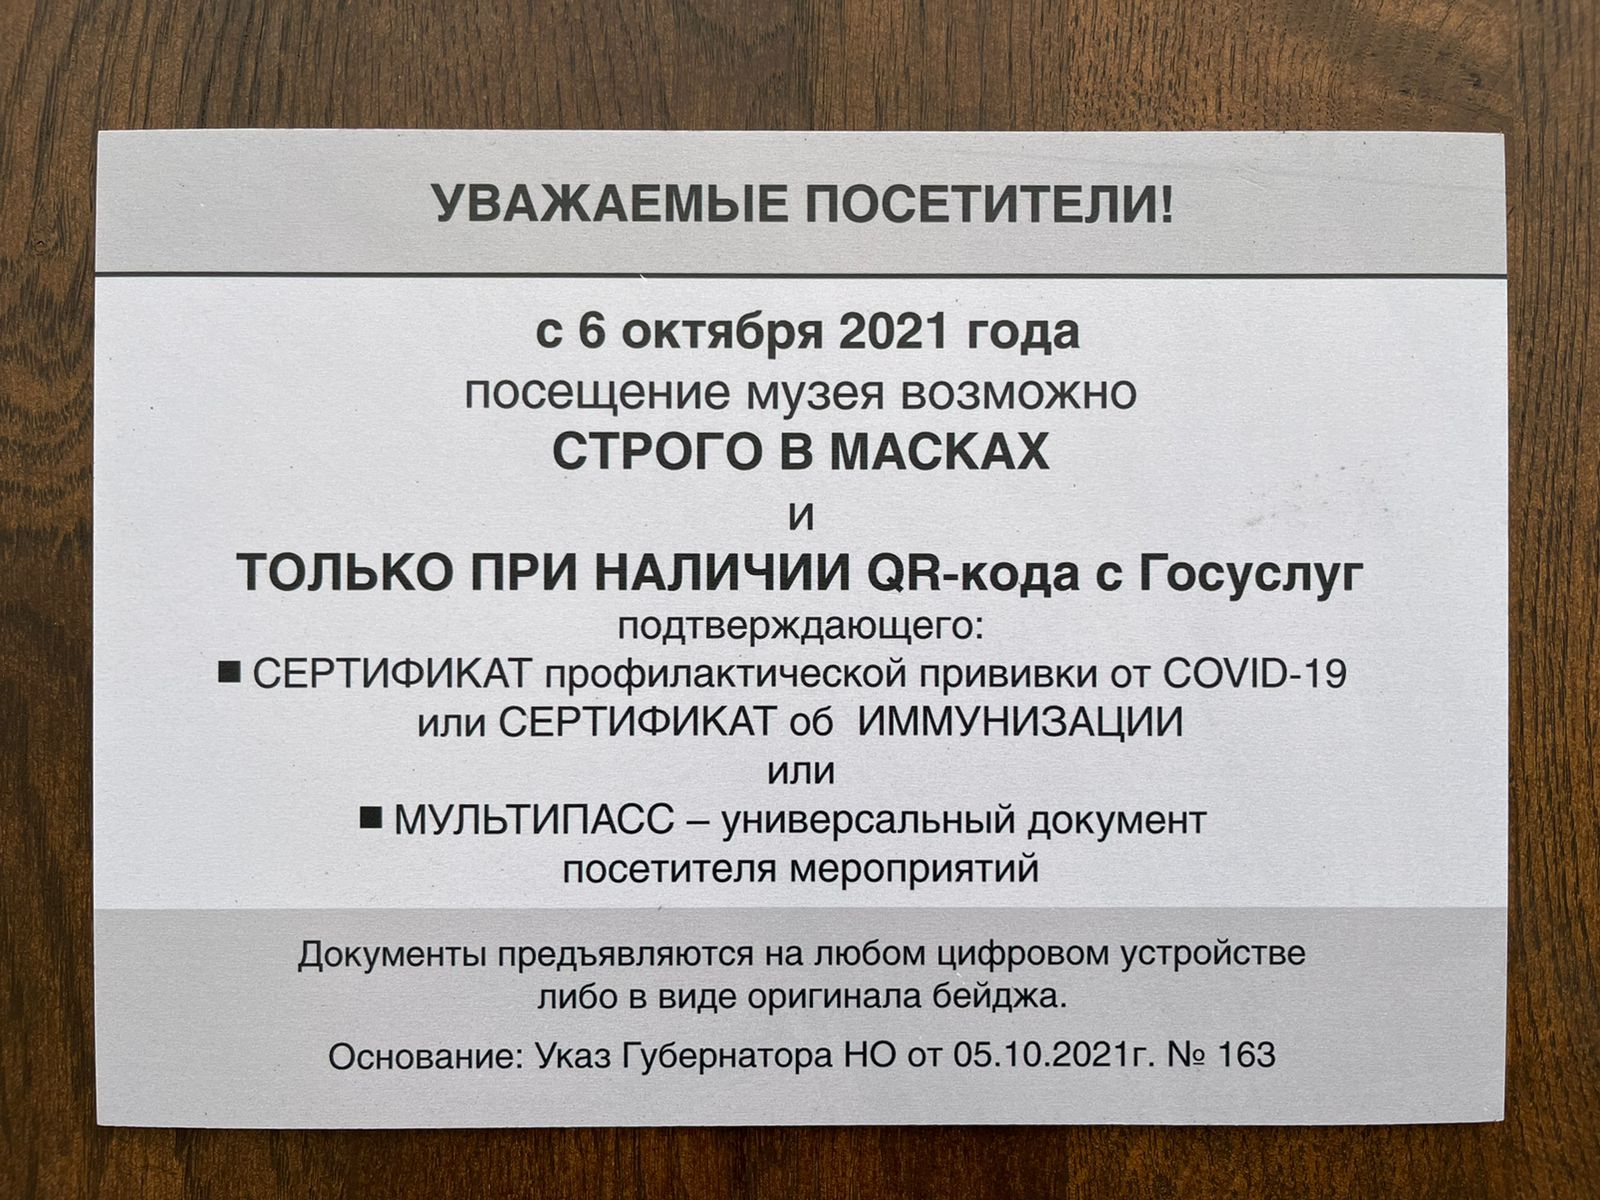 УВАЖАЕМЫЕ ПОСЕТИТЕЛИ!
с 6 октября 2021 года
посещение музея возможно
СТРОГО В МАСКАХ
и
ТОЛЬКО ПРИ НАЛИЧИИ QR-кода с Госуслуг
подтверждающего:
■ СЕРТИФИКАТ профилактической прививки от COVID-19
или СЕРТИФИКАТ об ИММУНИЗАЦИИ
или
■ МУЛЬТИПАСС – универсальный документ
посетителя мероприятий
Документы предъявляются на любом цифровом устройстве
либо в виде оригинала бейджа.
Основание: Указ Губернатора НО от 05.10.2021г. № 163